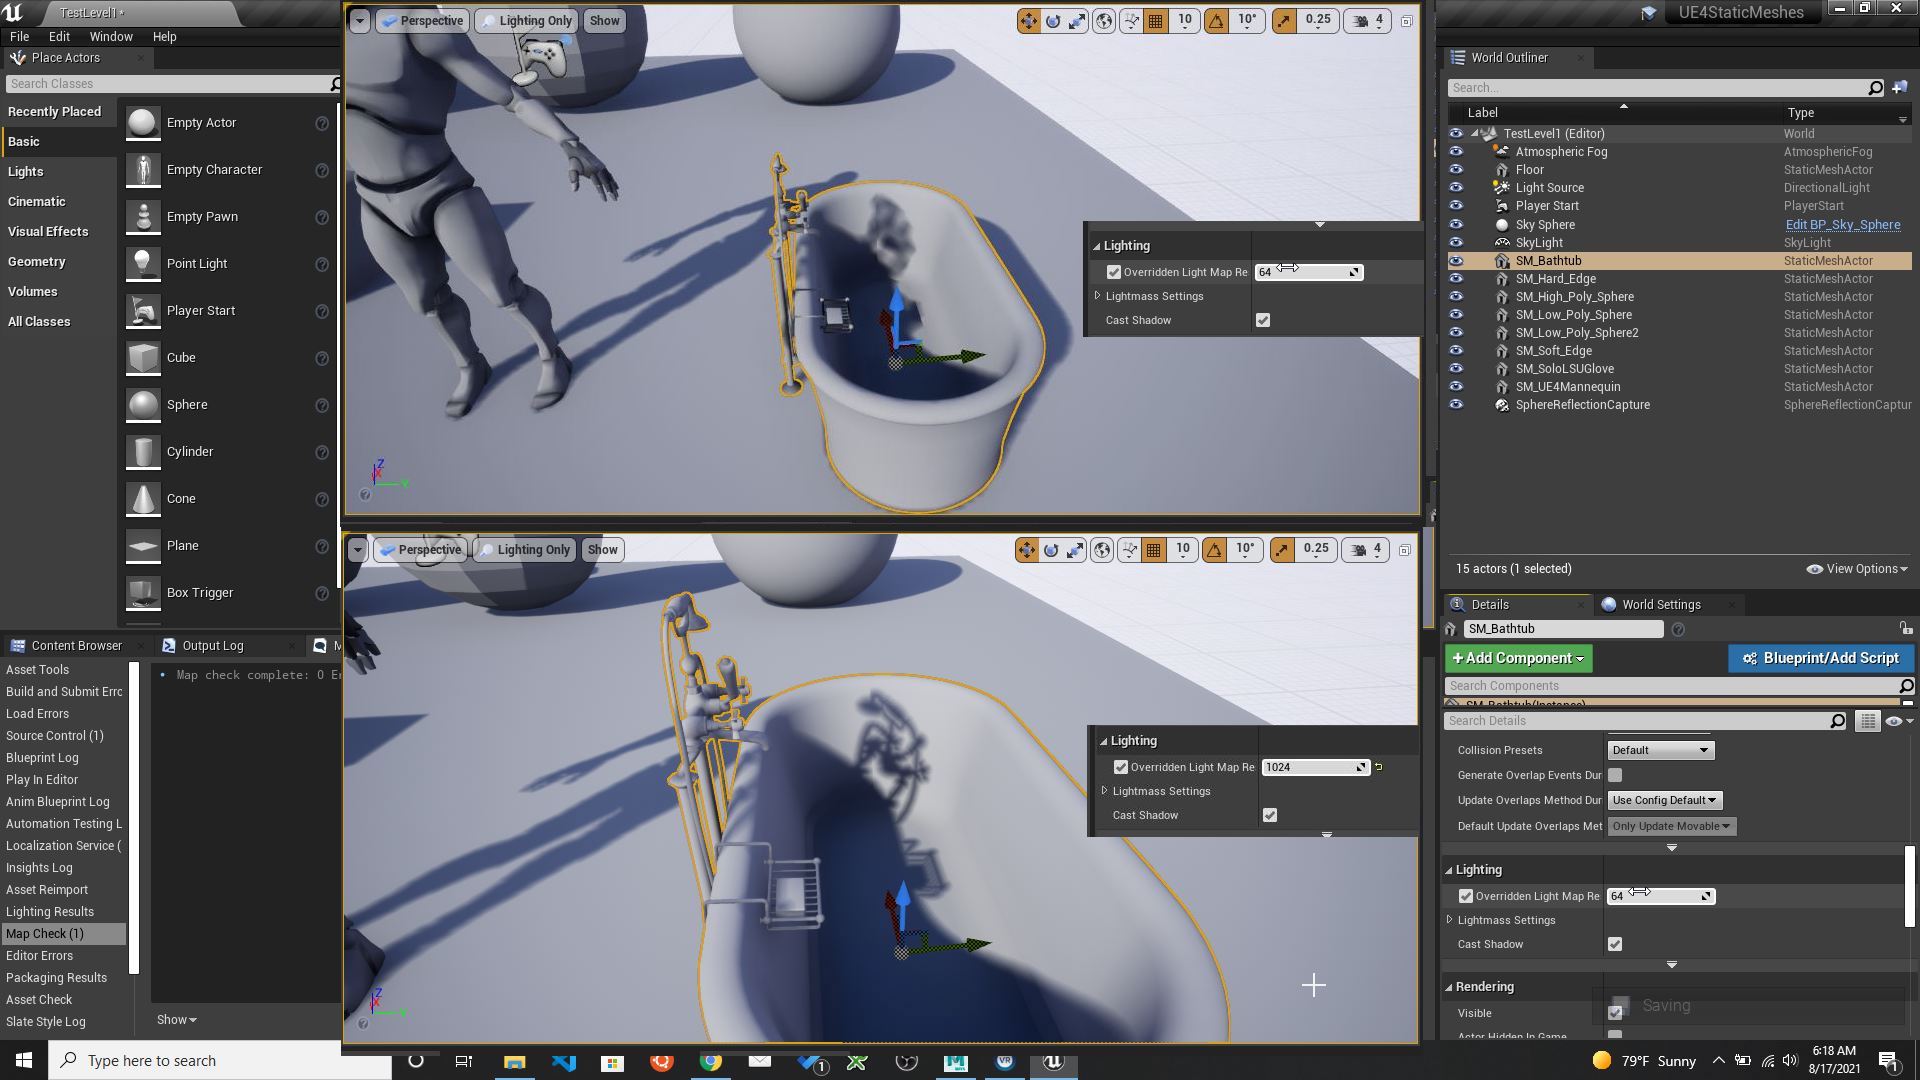 TestLevel1*
File Edit Window Help
Place Actors
Search Classes
Recently Placed
Basic
Lights
Cinematic
Visual Effects
Geometry
Volumes
All Classes
Empty Actor
Empty Character
Empty Pawn
Point Light
Player Start
Cube
Sphere
Cylinder
Cone
Plane
Box Trigger
Content Browser
Output Log
M
Asset Tools
Build and Submit Errc
Load Errors
Source Control (1)
Blueprint Log
Play In Editor
Anim Blueprint Log
Automation Testing L
Localization Service (
Insights Log
Asset Reimport
Lighting Results
Map Check (1)
Editor Errors
Packaging Results
Asset Check
Slate Style Log
Map check complete: 0 Er
Show
Perspective Lighting Only Show
10 10° 0.25 4
Lighting
Overridden Light Map Re 64
Lightmass Settings
Cast Shadow
Z
X
Y
Perspective Lighting Only Show
10 10° 0.25 4
Lighting
Overridden Light Map Re 1024
Lightmass Settings
Cast Shadow
Z
X
UE4StaticMeshes
World Outliner
Search...
Label Type
TestLevel1 (Editor) World
Atmospheric Fog AtmosphericFog
Floor StaticMeshActor
Light Source DirectionalLight
Player Start PlayerStart
Sky Sphere Edit BP_Sky_Sphere
SkyLight SkyLight
SM_Bathtub StaticMeshActor
SM_Hard_Edge StaticMeshActor
SM_High_Poly_Sphere StaticMeshActor
SM_Low_Poly_Sphere StaticMeshActor
SM_Low_Poly_Sphere2 StaticMeshActor
SM_Soft_Edge StaticMeshActor
SM_SoloLSUGlove StaticMeshActor
SM_UE4Mannequin StaticMeshActor
SphereReflectionCapture SphereReflectionCaptur
15 actors (1 selected) View Options
Details World Settings
SM_Bathtub
+Add Component Blueprint/Add Script
Search Components
SM_Bathtub(Instance)
Search Details
Collision Presets Default
Generate Overlap Events Dur
Update Overlaps Method Dur Use Config Default
Default Update Overlaps Met Only Update Movable
Lighting
Overridden Light Map Re 64
Lightmass Settings
Cast Shadow
Rendering
Visible
Saving
Actor Hidden In Game
Type here to search
1
M
VR
79°F Sunny
6:18 AM
8/17/2021
1